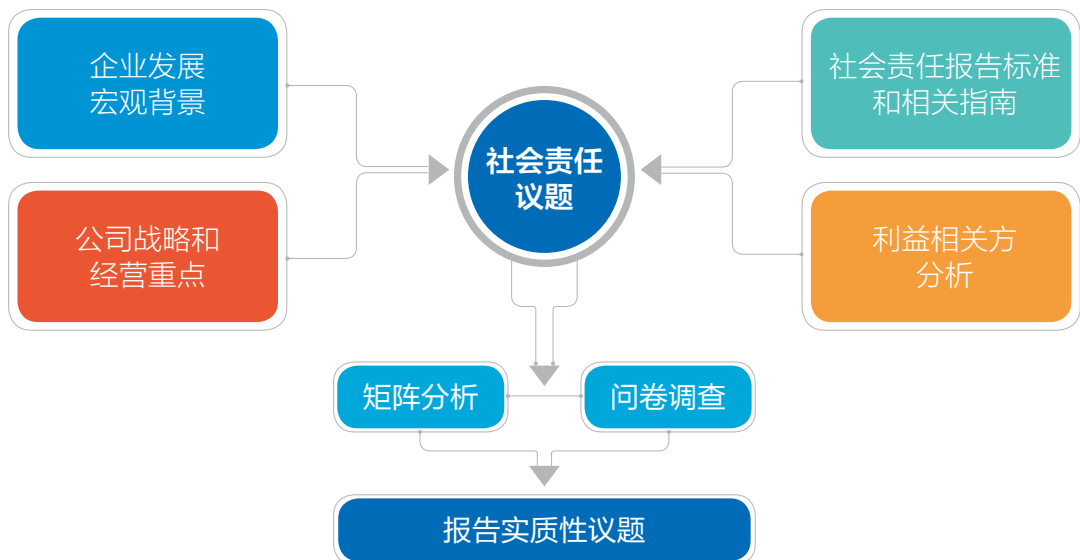 企业发展
宏观背景
社会责任报告标准
和相关指南
社会责任
议题
公司战略和
经营重点
利益相关方
分析
矩阵分析
问卷调查
报告实质性议题